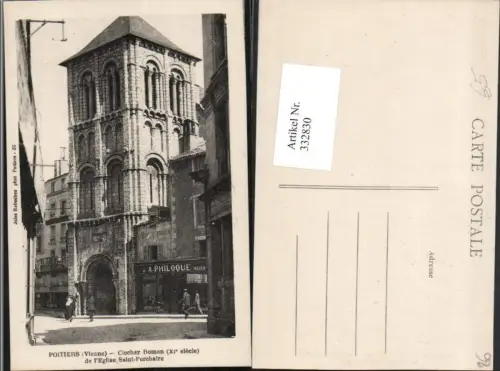 A. PHILOQUE
POITIERS (Vienne) — Clocher Roman (XIe siècle)
de l'Eglise Saint-Porchaire
Artikel Nr.
332830
CARTE POSTALE
Adresse